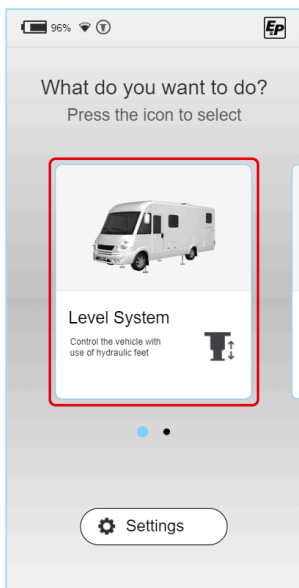 96%
E&P
What do you want to do?
Press the icon to select
Level System
Control the vehicle with
use of hydraulic feet
Settings